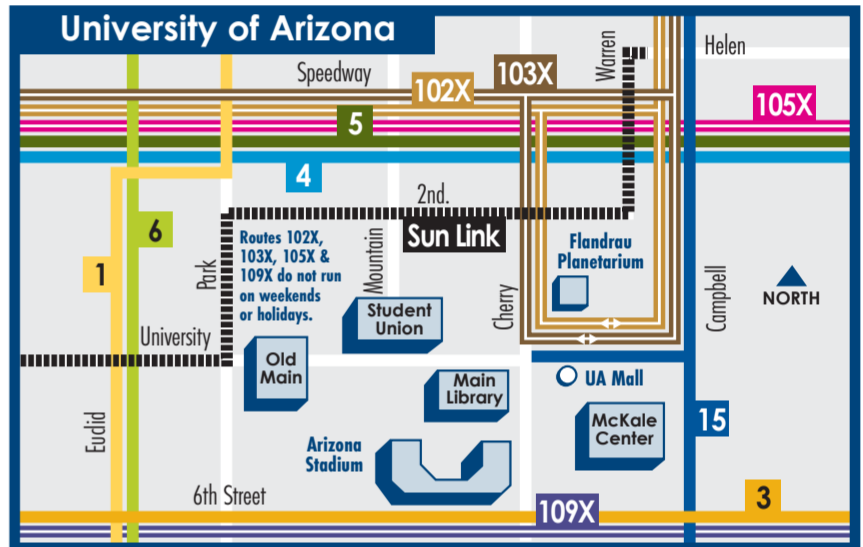 University of Arizona
Speedway
102X
103X
Warren
Helen
105X
5
4
2nd.
Sun Link
6
1
Park
Routes 102X,
103X, 105X &
109X do not run
on weekends
or holidays.
Mountain
Flandrau
Planetarium
Cherry
Campbell
NORTH
University
Student
Union
Old
Main
Main
Library
UA Mall
McKale
Center
15
Euclid
Arizona
Stadium
6th Street
109X
3